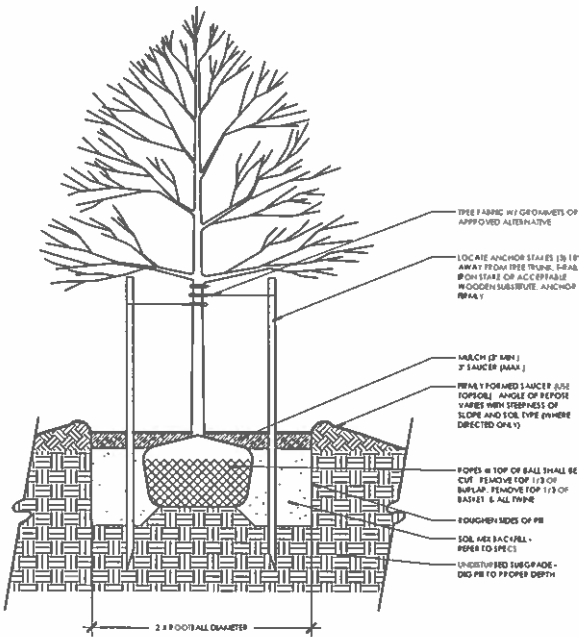 TREE FABRIC W/ GROMMETS OR
APPROVED ALTERNATIVE
LOCATE ANCHOR STAKES (3) 18"
AWAY FROM TREE TRUNK,
IRON STAKE OR ACCEPTABLE
WOODEN SUBSTITUTE. ANCHOR
FIRMLY
MULCH (3" MIN.)
3" SAUCER (MAX.)
FIRMLY FORMED SAUCER (USE
TOPSOIL) ANGLE OF REPOSE
VARIES WITH STEEPNESS OF
SLOPE AND SOIL TYPE (WHERE
DIRECTED ONLY)
ROPES @ TOP OF BALL SHALL BE
CUT. REMOVE TOP 1/3 OF
BURLAP. REMOVE TOP 1/3 OF
BASKET & ALL TWINE
ROUGHEN SIDES OF PIT
SOIL MIX BACKFILL -
REFER TO SPECS
UNDISTURBED SUBGRADE -
DIG PIT TO PROPER DEPTH
2 X ROOTBALL DIAMETER